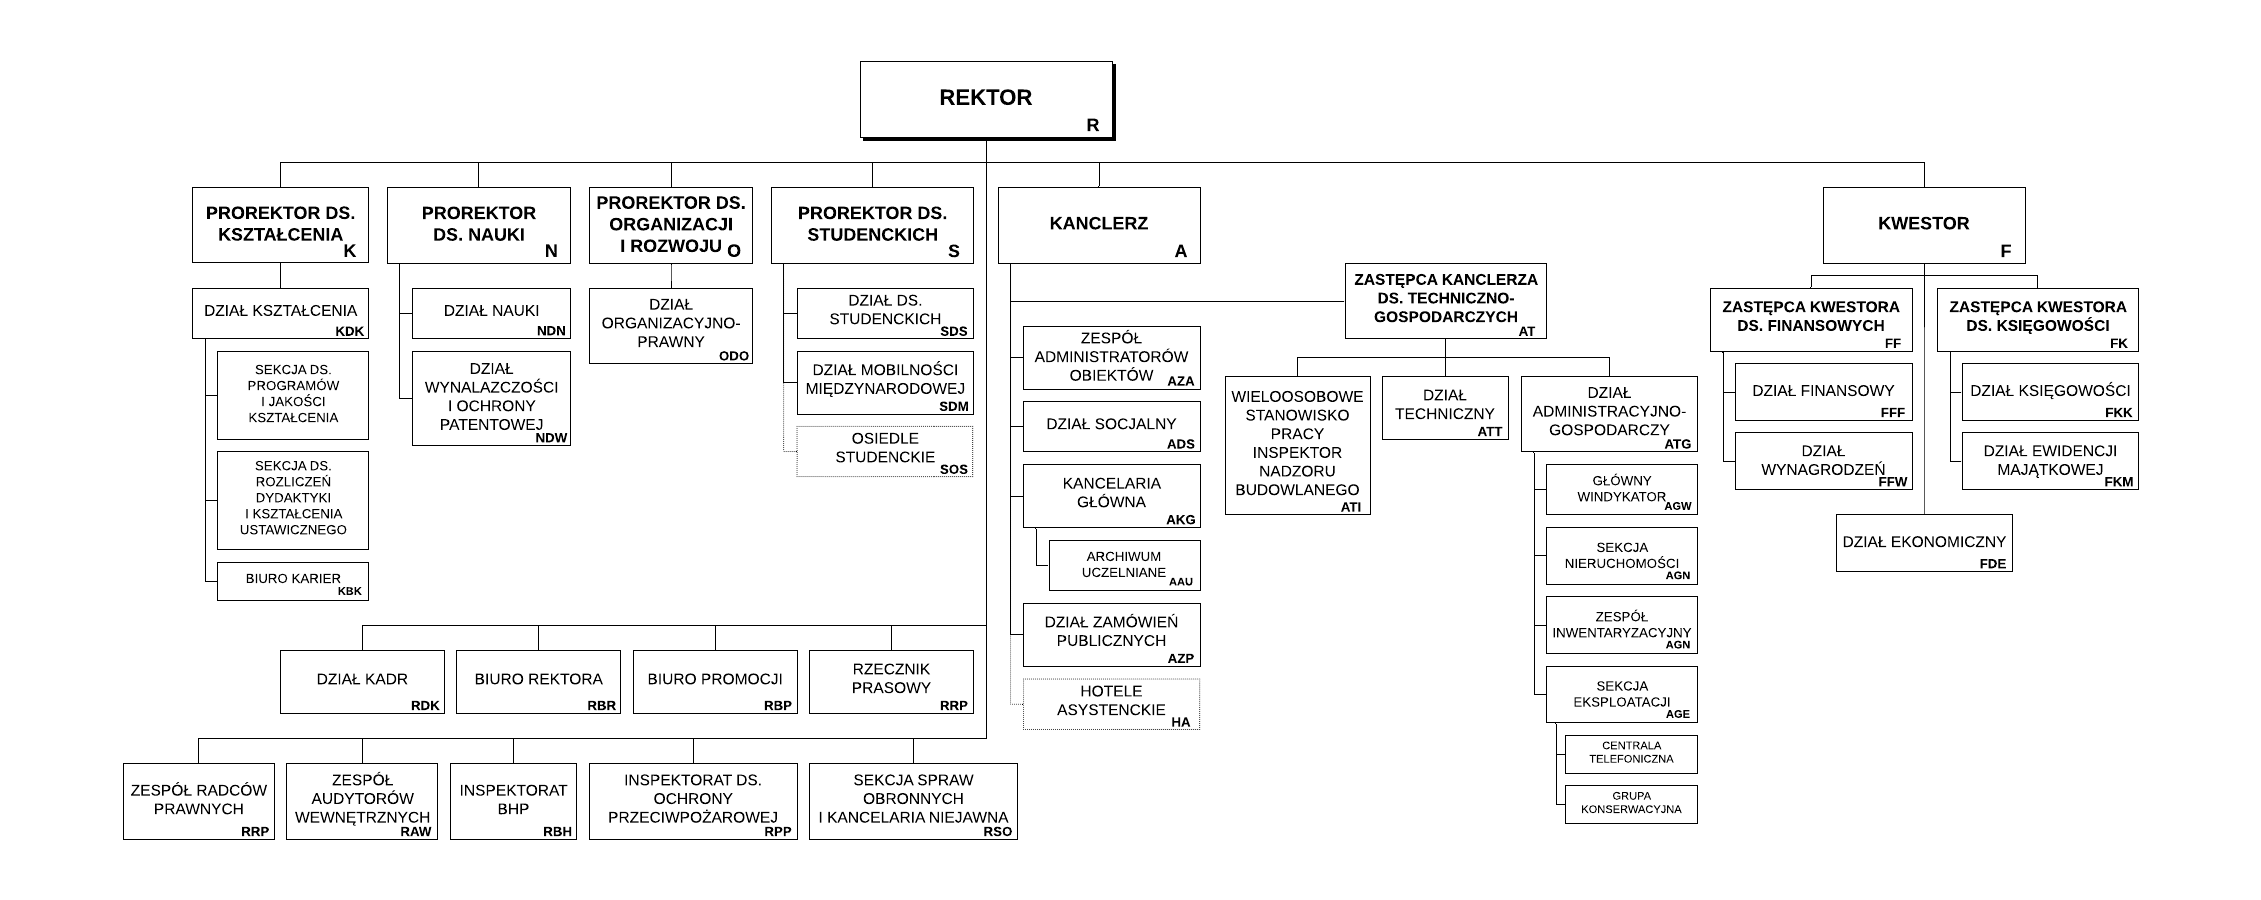 REKTOR
R
PROREKTOR DS.
KSZTAŁCENIA
K
PROREKTOR
DS. NAUKI
N
PROREKTOR DS.
ORGANIZACJI
I ROZWOJU
O
PROREKTOR DS.
STUDENCKICH
S
KANCLERZ
A
KWESTOR
F
DZIAŁ KSZTAŁCENIA
KDK
SEKCJA DS.
PROGRAMÓW
I JAKOŚCI
KSZTAŁCENIA
SEKCJA DS.
ROZLICZEŃ
DYDAKTYKI
I KSZTAŁCENIA
USTAWICZNEGO
BIURO KARIER
KBK
DZIAŁ NAUKI
NDN
DZIAŁ
WYNALAZCZOŚCI
I OCHRONY
PATENTOWEJ
NDW
DZIAŁ
ORGANIZACYJNO-
PRAWNY
ODO
DZIAŁ DS.
STUDENCKICH
SDS
DZIAŁ MOBILNOŚCI
MIĘDZYNARODOWEJ
SDM
OSIEDLE
STUDENCKIE
SOS
ZESPÓŁ
ADMINISTRATORÓW
OBIEKTÓW
AZA
DZIAŁ SOCJALNY
ADS
KANCELARIA
GŁÓWNA
AKG
ARCHIWUM
UCZELNIANE
AAU
DZIAŁ ZAMÓWIEŃ
PUBLICZNYCH
AZP
HOTELE
ASYSTENCKIE
HA
ZASTĘPCA KANCLERZA
DS. TECHNICZNO-
GOSPODARCZYCH
AT
WIELOOSOBOWE
STANOWISKO
PRACY
INSPEKTOR
NADZORU
BUDOWLANEGO
ATI
DZIAŁ
TECHNICZNY
ATT
DZIAŁ
ADMINISTRACYJNO-
GOSPODARCZY
ATG
GŁÓWNY
WINDYKATOR
AGW
SEKCJA
NIERUCHOMOŚCI
AGN
ZESPÓŁ
INWENTARYZACYJNY
AGN
SEKCJA
EKSPLOATACJI
AGE
CENTRALA
TELEFONICZNA
GRUPA
KONSERWACYJNA
ZASTĘPCA KWESTORA
DS. FINANSOWYCH
FF
DZIAŁ FINANSOWY
FFF
DZIAŁ
WYNAGRODZEŃ
FFW
ZASTĘPCA KWESTORA
DS. KSIĘGOWOŚCI
FK
DZIAŁ KSIĘGOWOŚCI
FKK
DZIAŁ EWIDENCJI
MAJĄTKOWEJ
FKM
DZIAŁ EKONOMICZNY
FDE
DZIAŁ KADR
RDK
BIURO REKTORA
RBR
BIURO PROMOCJI
RBP
RZECZNIK
PRASOWY
RRP
ZESPÓŁ RADCÓW
PRAWNYCH
RRP
ZESPÓŁ
AUDYTORÓW
WEWNĘTRZNYCH
RAW
INSPEKTORAT
BHP
RBH
INSPEKTORAT DS.
OCHRONY
PRZECIWPOŻAROWEJ
RPP
SEKCJA SPRAW
OBRONNYCH
I KANCELARIA NIEJAWNA
RSO